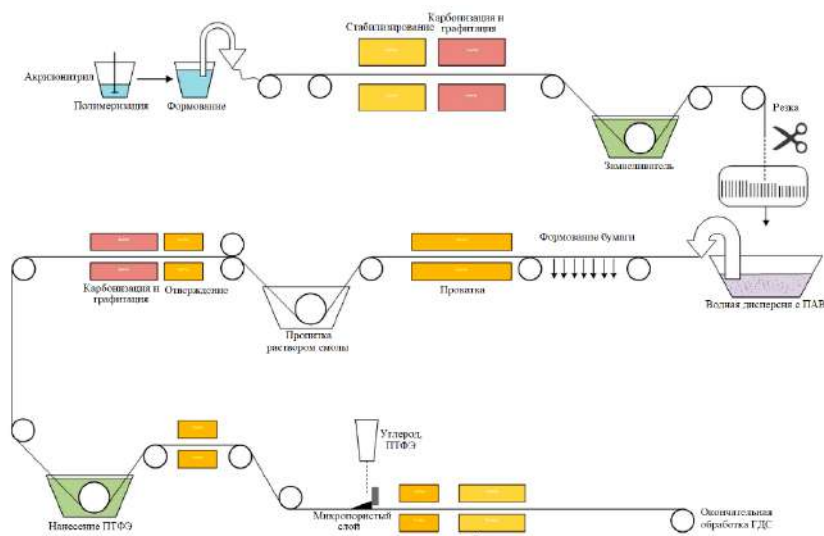 Стабилизирование
Карбонизация и
графитация
Акрилонитрил
Полимеризация
Формование
Резка
Замасливатель
Формование бумаги
Карбонизация и
графитация
Отверждение
Пропитка
раствором смолы
Водная дисперсия с ПАВ
Углерод,
ПТФЭ
Нанесение ПТФЭ
Микропористый
слой
Окончательная
обработка ГДС